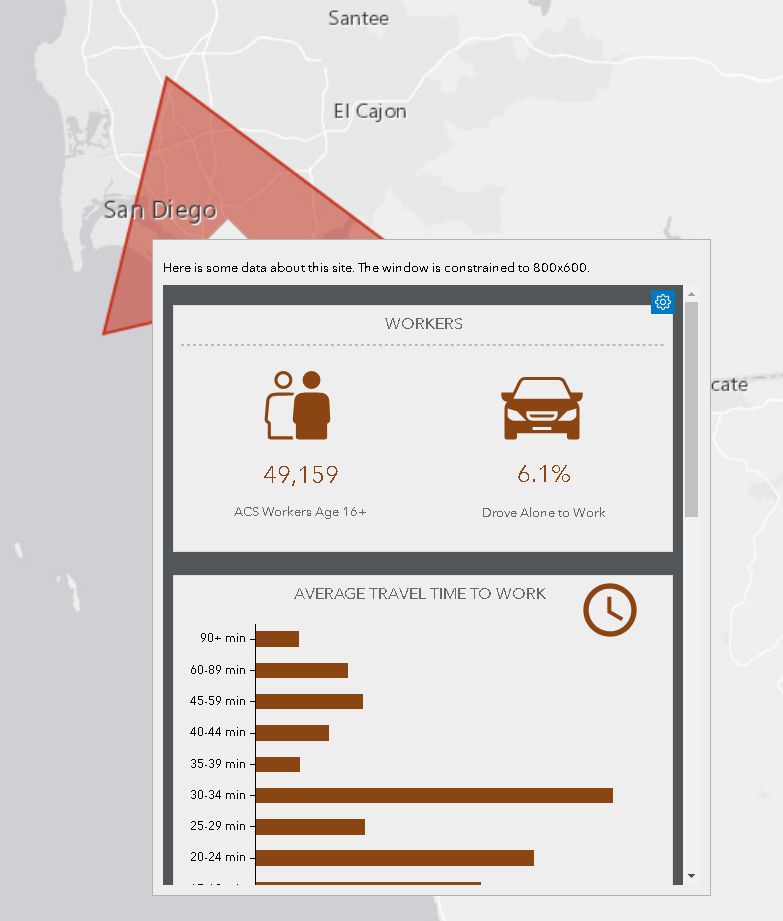 Santee
El Cajon
San Diego
Here is some data about this site. The window is constrained to 800x600.
WORKERS
cate
49,159
6.1%
ACS Workers Age 16+
Drove Alone to Work
AVERAGE TRAVEL TIME TO WORK
90+ min
60-89 min
45-59 min
40-44 min
35-39 min
30-34 min
25-29 min
20-24 min